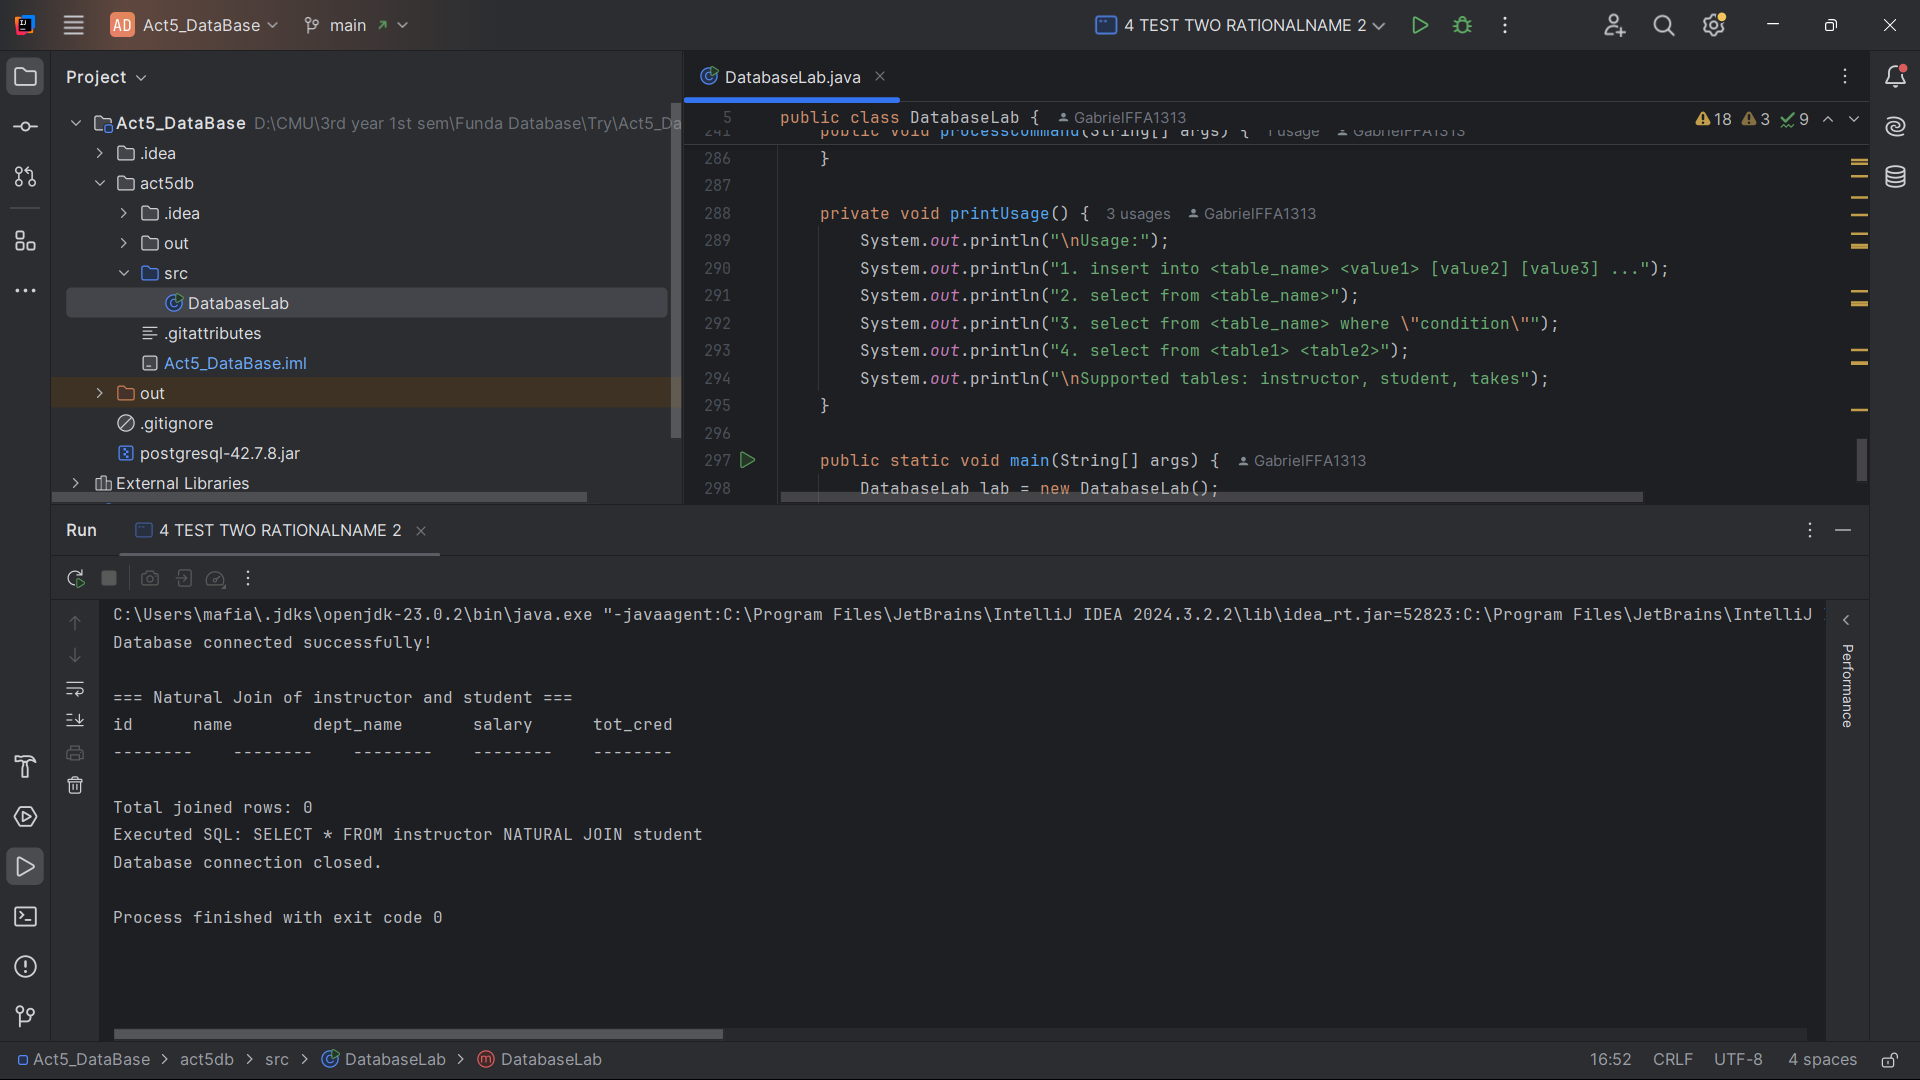 AD Act5_DataBase main 4 TEST TWO RATIONALNAME 2
Project
Act5_DataBase D:\CMU\3rd year 1st sem\Funda Database\Try\Act5_Da
.idea
act5db
.idea
out
src
DatabaseLab
.gitattributes
Act5_DataBase.iml
out
.gitignore
postgresql-42.7.8.jar
External Libraries
DatabaseLab.java
5 public class DatabaseLab { GabrielFFA1313 18 3 9
241 public void processCommand(String[] args) { 1 usage GabrielFFA1313
286 }
287
288 private void printUsage() { 3 usages GabrielFFA1313
289 System.out.println("\nUsage:");
290 System.out.println("1. insert into <table_name> <value1> [value2] [value3] ...");
291 System.out.println("2. select from <table_name>");
292 System.out.println("3. select from <table_name> where \"condition\"");
293 System.out.println("4. select from <table1> <table2>");
294 System.out.println("\nSupported tables: instructor, student, takes");
295 }
296
297 public static void main(String[] args) { GabrielFFA1313
298 DatabaseLab lab = new DatabaseLab();
Run 4 TEST TWO RATIONALNAME 2
C:\Users\mafia\.jdks\openjdk-23.0.2\bin\java.exe "-javaagent:C:\Program Files\JetBrains\IntelliJ IDEA 2024.3.2.2\lib\idea_rt.jar=52823:C:\Program Files\JetBrains\IntelliJ
Database connected successfully!
=== Natural Join of instructor and student ===
id name dept_name salary tot_cred
-------- -------- -------- -------- --------
Total joined rows: 0
Executed SQL: SELECT * FROM instructor NATURAL JOIN student
Database connection closed.
Process finished with exit code 0
Performance
Act5_DataBase > act5db > src > DatabaseLab > DatabaseLab 16:52 CRLF UTF-8 4 spaces